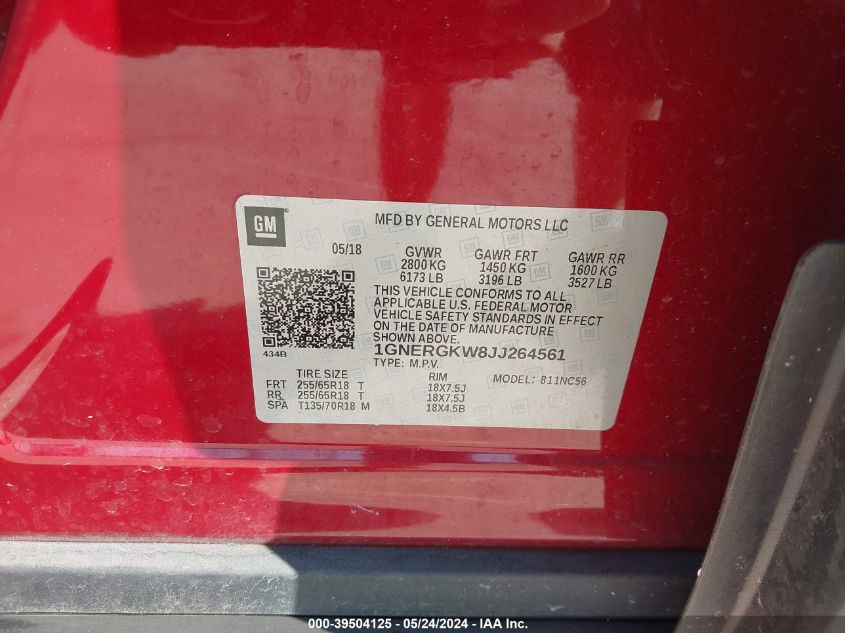 GM
MFD BY GENERAL MOTORS LLC
05/18 GVWR GAWR FRT GAWR RR
2800 KG 1450 KG 1600 KG
6173 LB 3196 LB 3527 LB
THIS VEHICLE CONFORMS TO ALL
APPLICABLE U.S. FEDERAL MOTOR
VEHICLE SAFETY STANDARDS IN EFFECT
ON THE DATE OF MANUFACTURE
SHOWN ABOVE.
434B
1GNERGKW8JJ264561
TYPE: M.P.V. MODEL: 811NC56
TIRE SIZE RIM
FRT 255/65R18 T 18X7.5J
RR 255/65R18 T 18X7.5J
SPA T135/70R18 M 18X4.5B
000-39504125 - 05/24/2024 - IAA Inc.